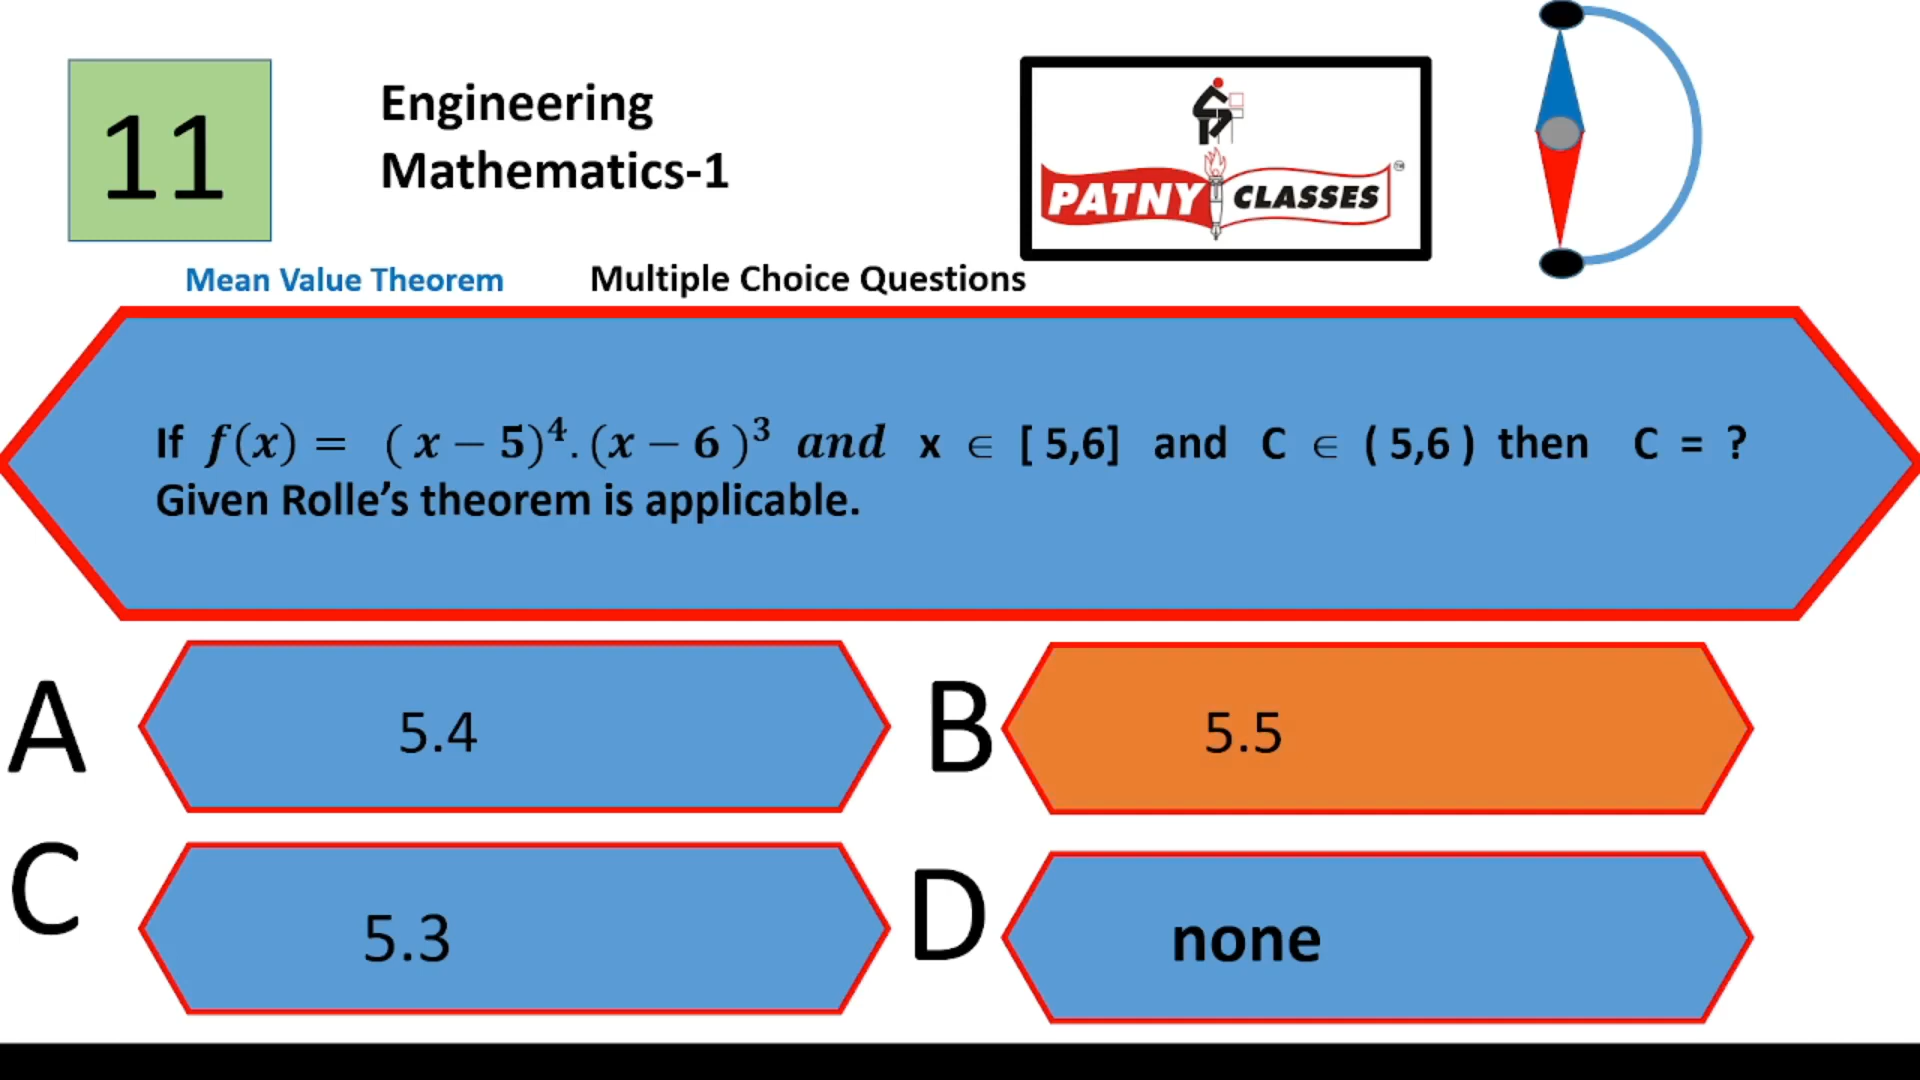 11
Engineering
Mathematics-1
PATNY CLASSES
TM
Mean Value Theorem
Multiple Choice Questions
If f(x) = (x − 5)⁴.(x − 6)³ and x ∈ [5,6] and C ∈ (5,6) then C = ?
Given Rolle’s theorem is applicable.
A 5.4
B 5.5
C 5.3
D none